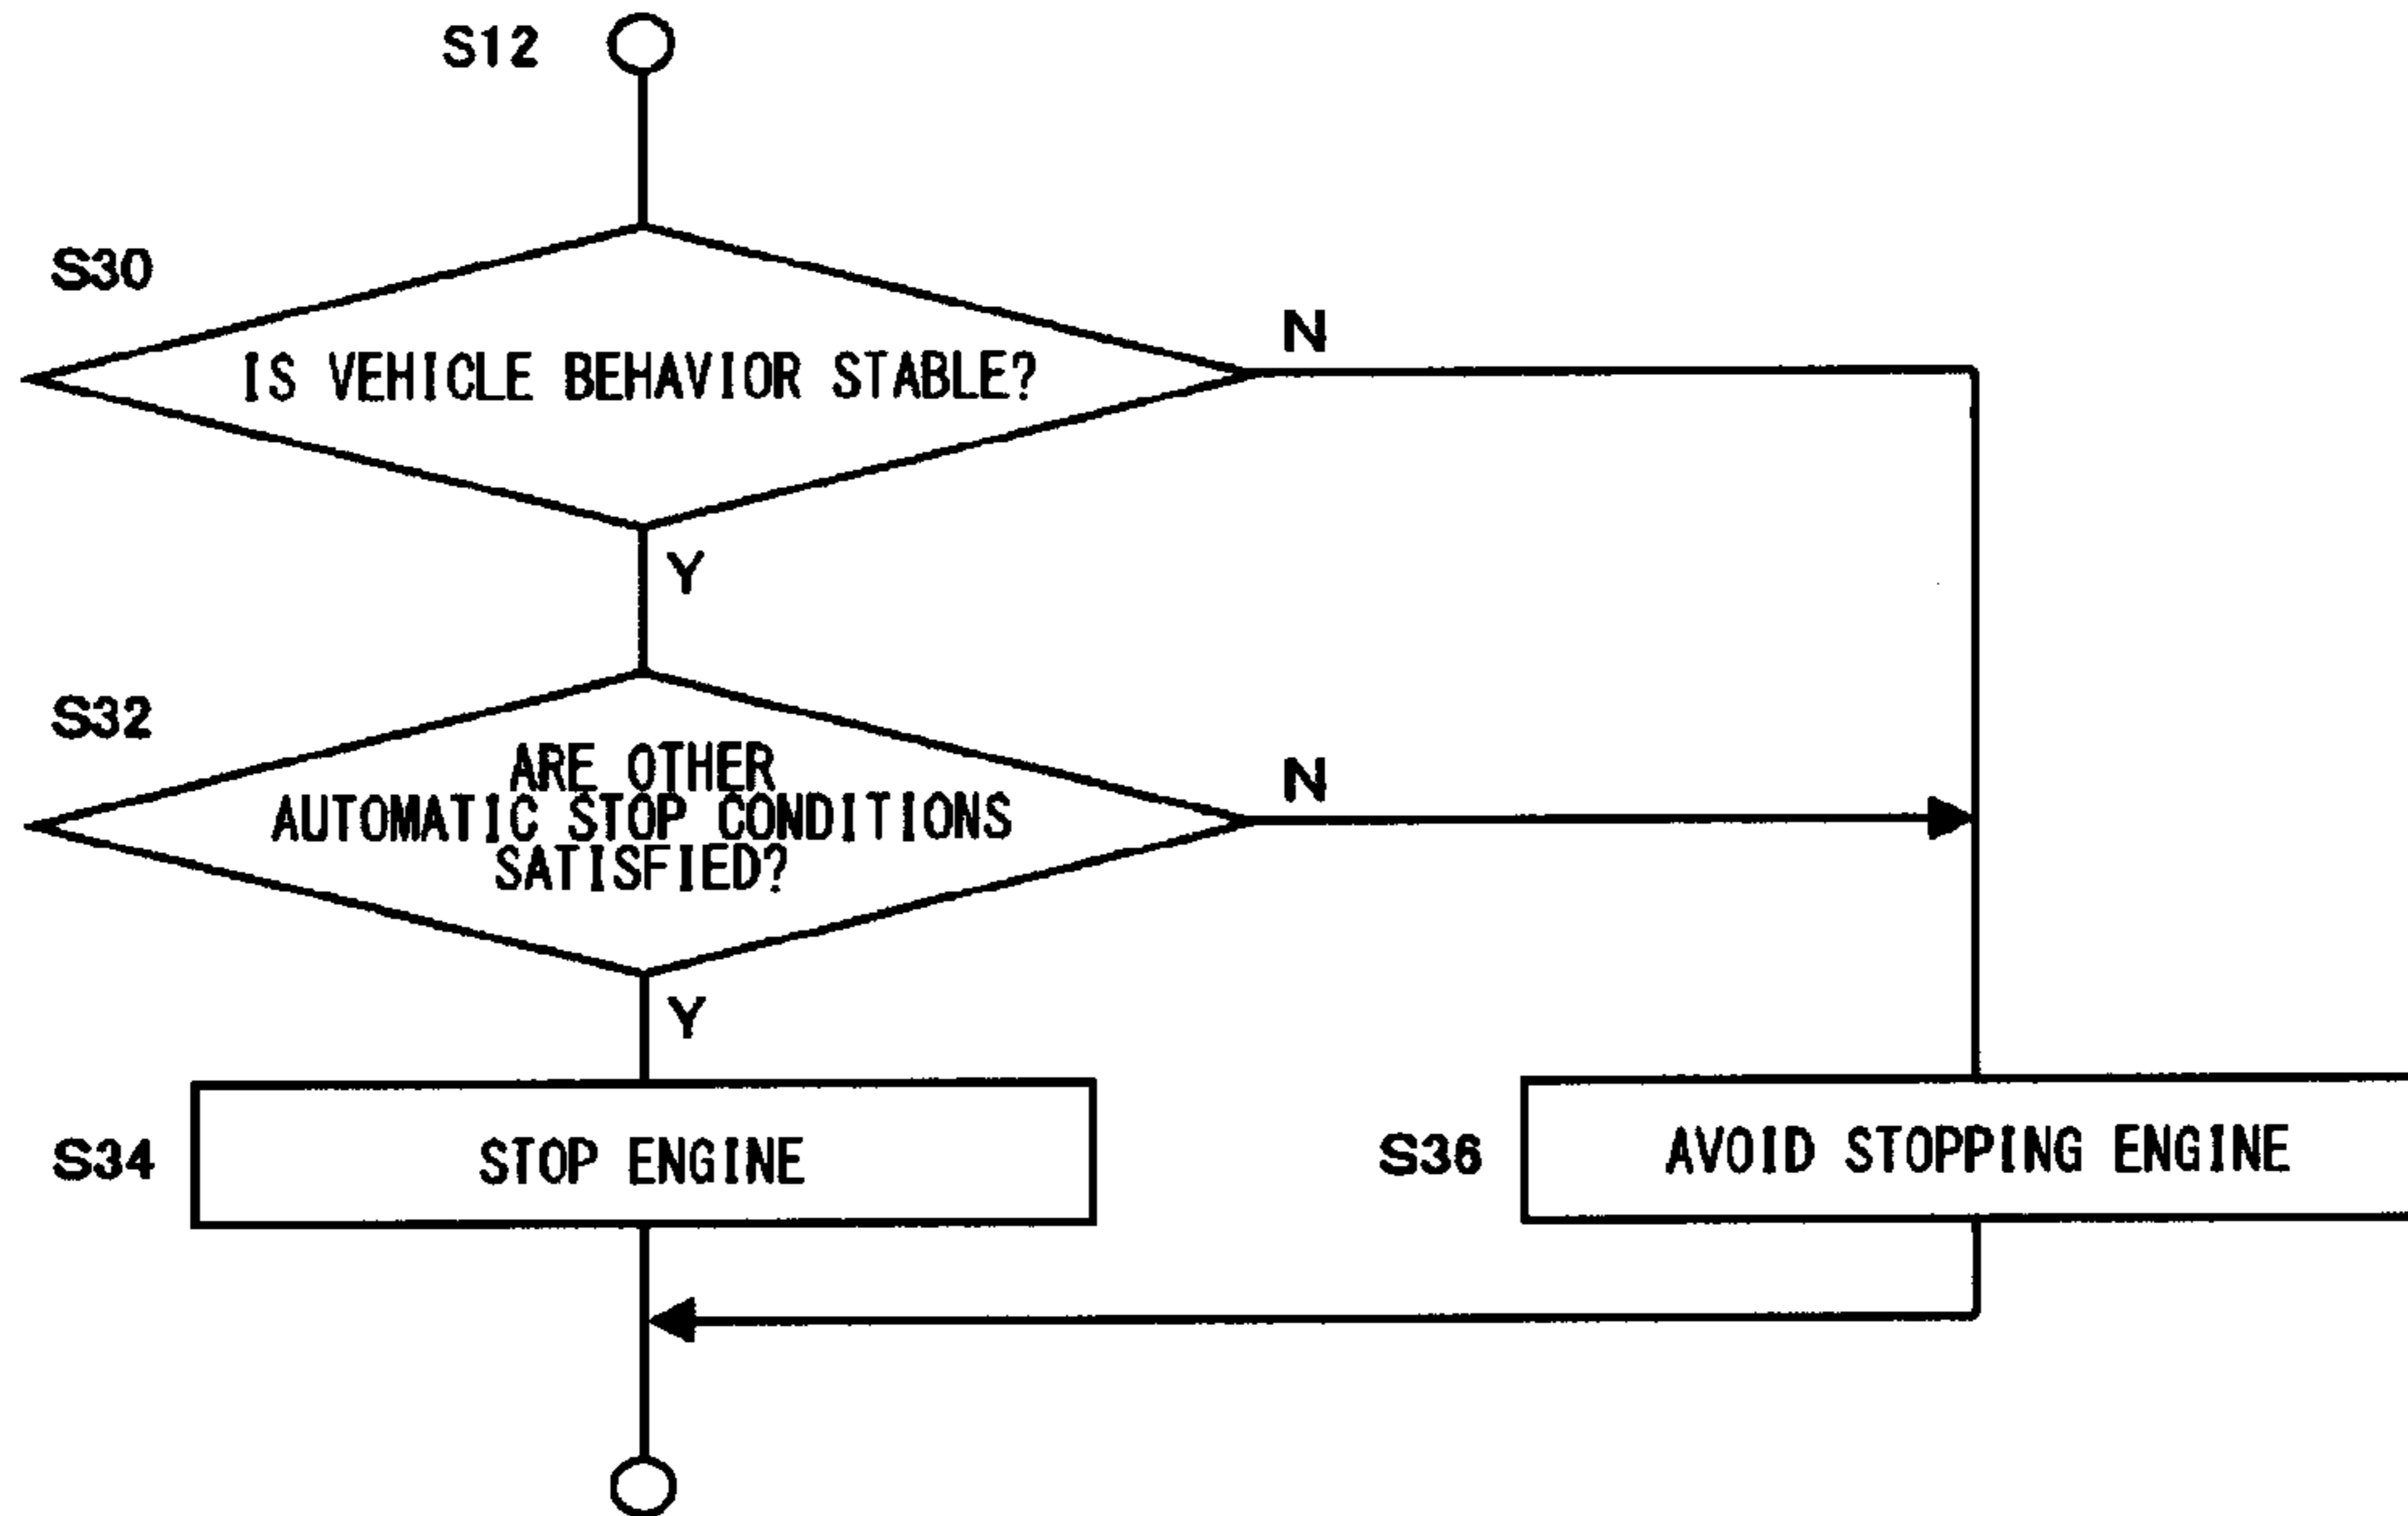 S12
S30
IS VEHICLE BEHAVIOR STABLE?
N
Y
S32
ARE OTHER
AUTOMATIC STOP CONDITIONS
SATISFIED?
N
Y
S34
STOP ENGINE
S36
AVOID STOPPING ENGINE